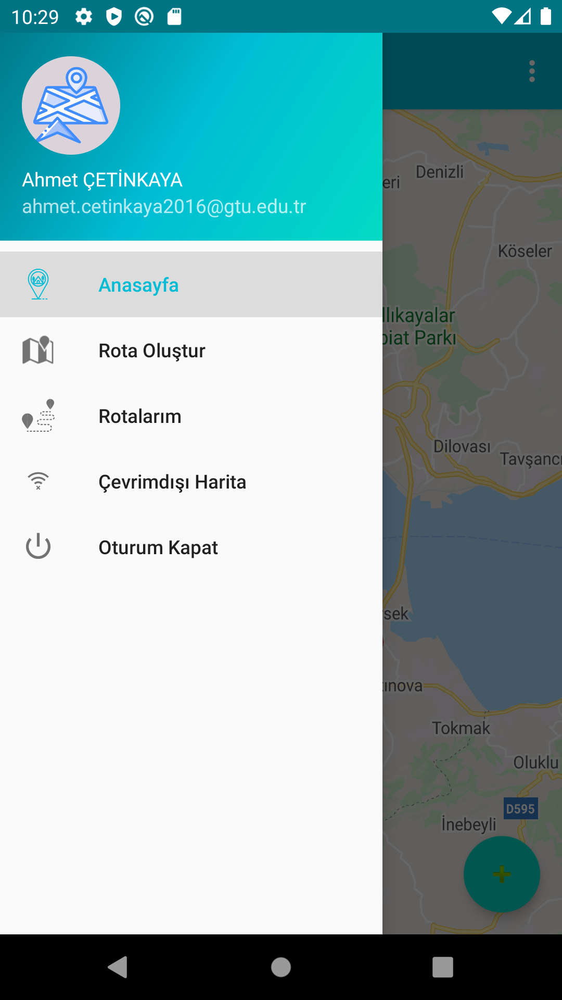 10:29
Ahmet ÇETİNKAYA
ahmet.cetinkaya2016@gtu.edu.tr
Anasayfa
Rota Oluştur
Rotalarım
Çevrimdışı Harita
Oturum Kapat
Denizli
eri
Köseler
llıkayalar
biat Parkı
Dilovası
Tavşancı
sek
tınova
Tokmak
Oluklu
D595
İnebeyli